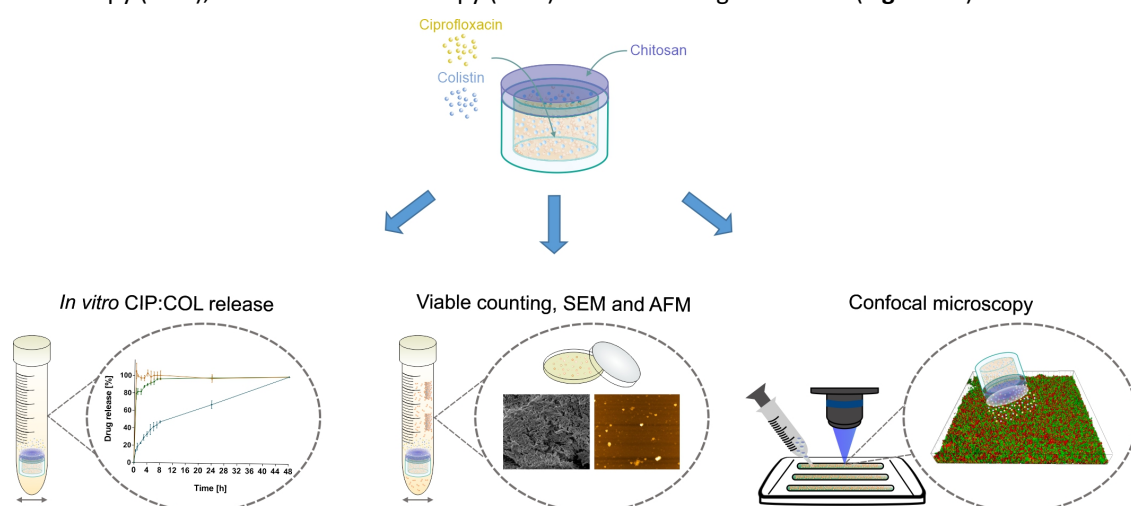 Ciprofloxacin
Chitosan
Colistin
In vitro CIP:COL release
Viable counting, SEM and AFM
Confocal microscopy
Drug release [%]
100
80
60
40
20
0
0 4 8 12 16 20 24 28 32 36 40 44 48
Time [h]